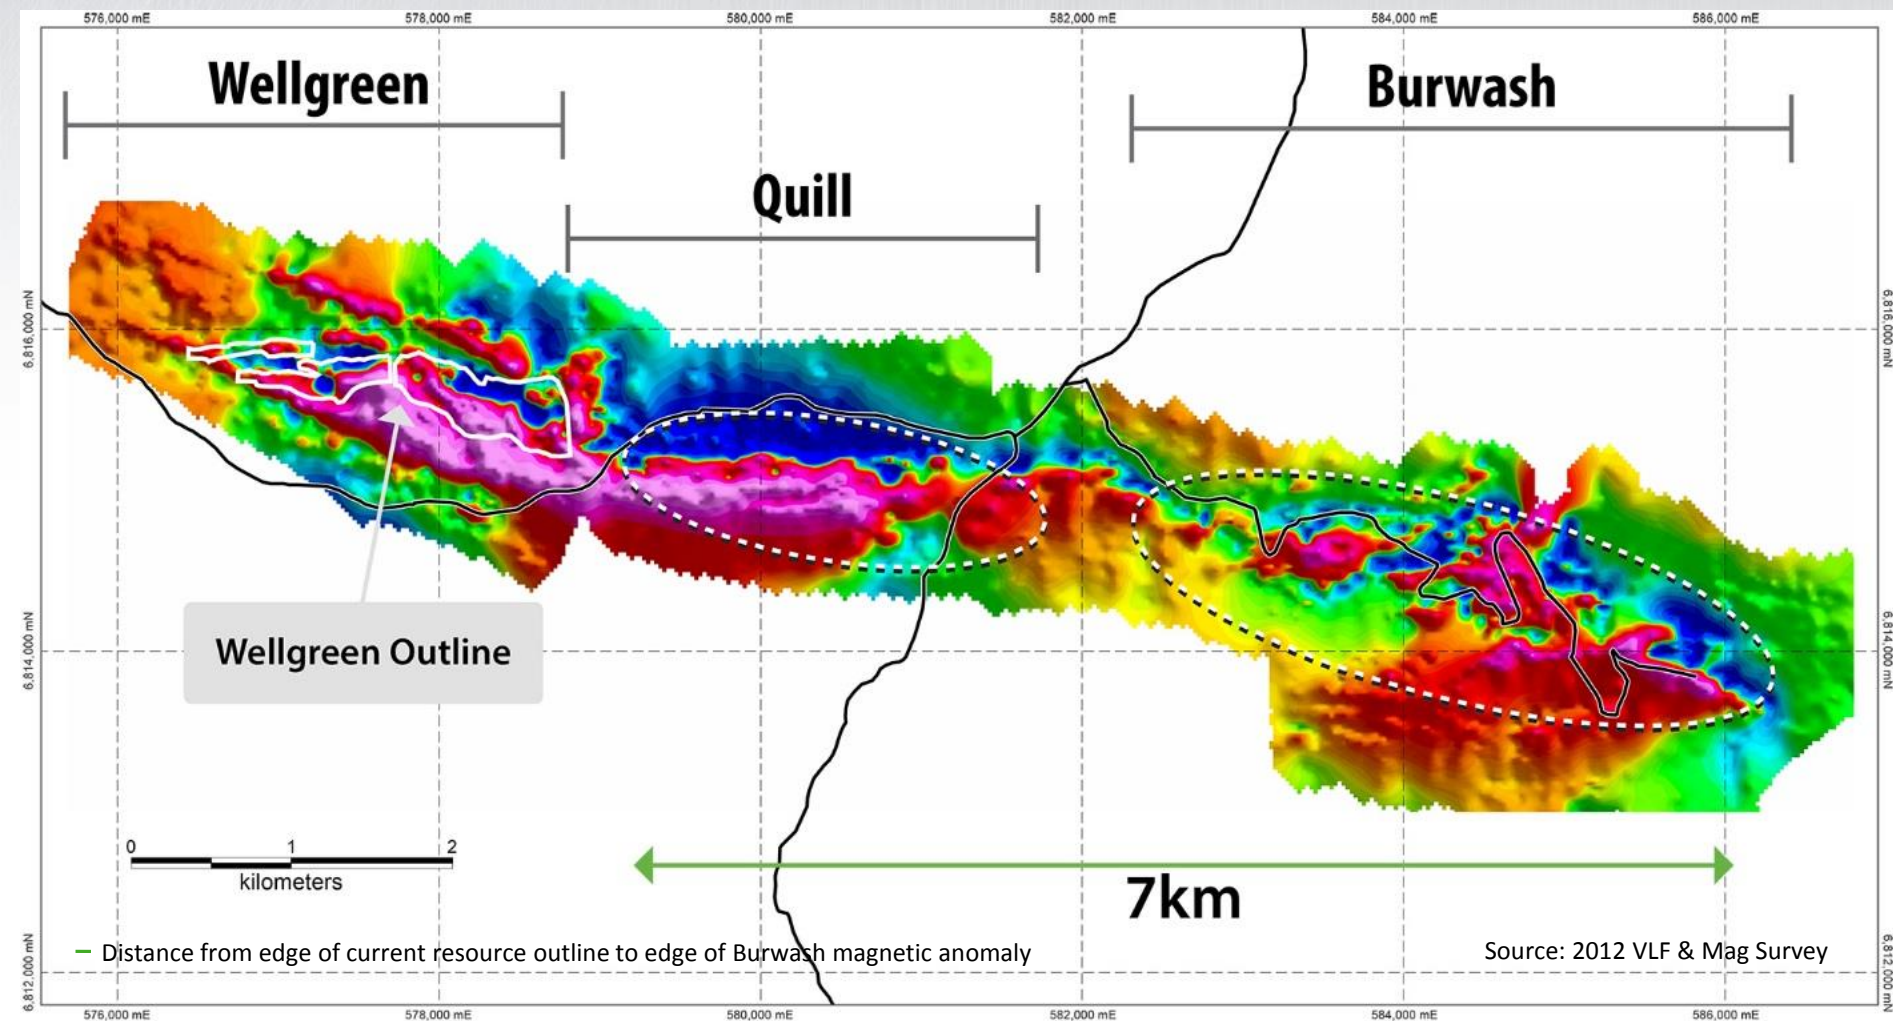 576,000 mE
578,000 mE
580,000 mE
582,000 mE
584,000 mE
586,000 mE
Wellgreen
Burwash
Quill
6,816,000 mN
6,816,000 mN
Wellgreen Outline
6,814,000 mN
6,814,000 mN
0
1
2
kilometers
7km
– Distance from edge of current resource outline to edge of Burwash magnetic anomaly
Source: 2012 VLF & Mag Survey
6,812,000 mN
6,812,000 mN
576,000 mE
578,000 mE
580,000 mE
582,000 mE
584,000 mE
586,000 mE